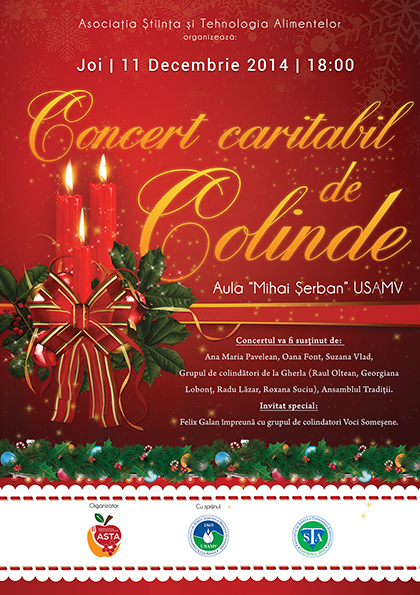 Asociația Știința și Tehnologia Alimentelor
organizează:
Joi | 11 Decembrie 2014 | 18:00
Concert caritabil
de
Colinde
Aula "Mihai Șerban" USAMV
Concertul va fi susținut de:
Ana Maria Pavelean, Oana Font, Suzana Vlad,
Grupul de colindători de la Gherla (Raul Oltean, Georgiana
Lobonț, Radu Lăzar, Roxana Suciu), Ansamblul Tradiții.
Invitat special:
Felix Galan împreună cu grupul de colindatori Voci Someșene.
Organizator
Cu sprijinul:
ASTA
USAMV
STA